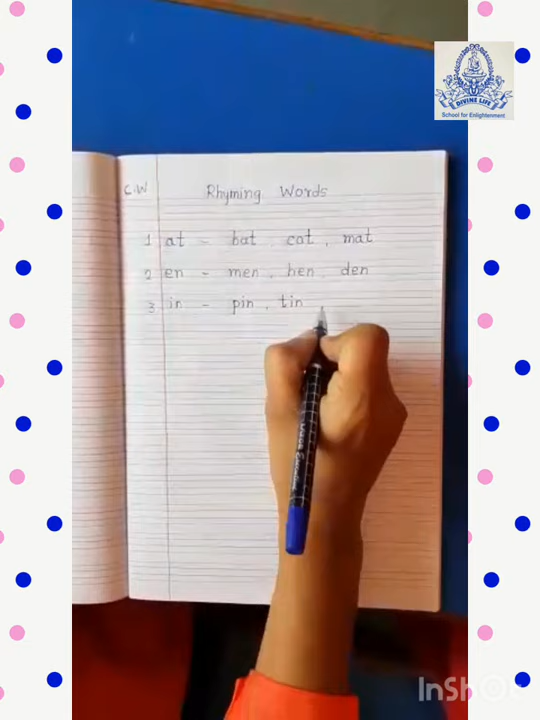 DIVINE LIFE
School for Enlightenment
C.W Rhyming Words
1 at - bat, cat, mat
2 en - men, hen, den
3 in - pin, tin
InShOt